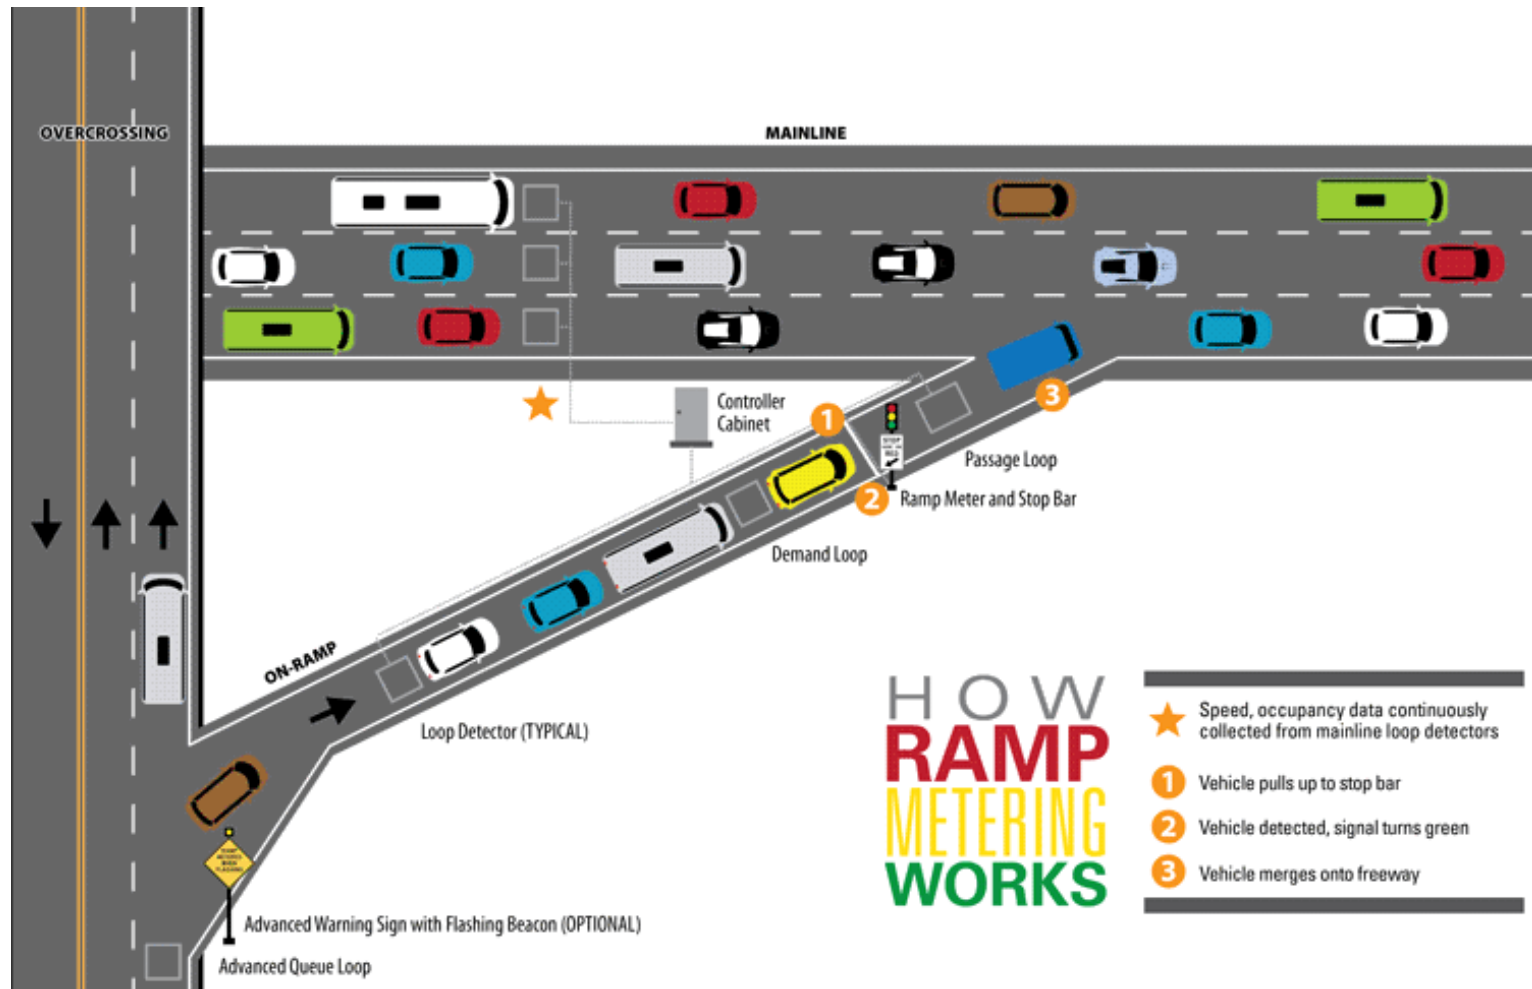 OVERCROSSING
MAINLINE
Controller
Cabinet
1
3
Passage Loop
2
Ramp Meter and Stop Bar
Demand Loop
ON-RAMP
Loop Detector (TYPICAL)
Advanced Warning Sign with Flashing Beacon (OPTIONAL)
Advanced Queue Loop
HOW
RAMP
METERING
WORKS
Speed, occupancy data continuously
collected from mainline loop detectors
1 Vehicle pulls up to stop bar
2 Vehicle detected, signal turns green
3 Vehicle merges onto freeway
STOP